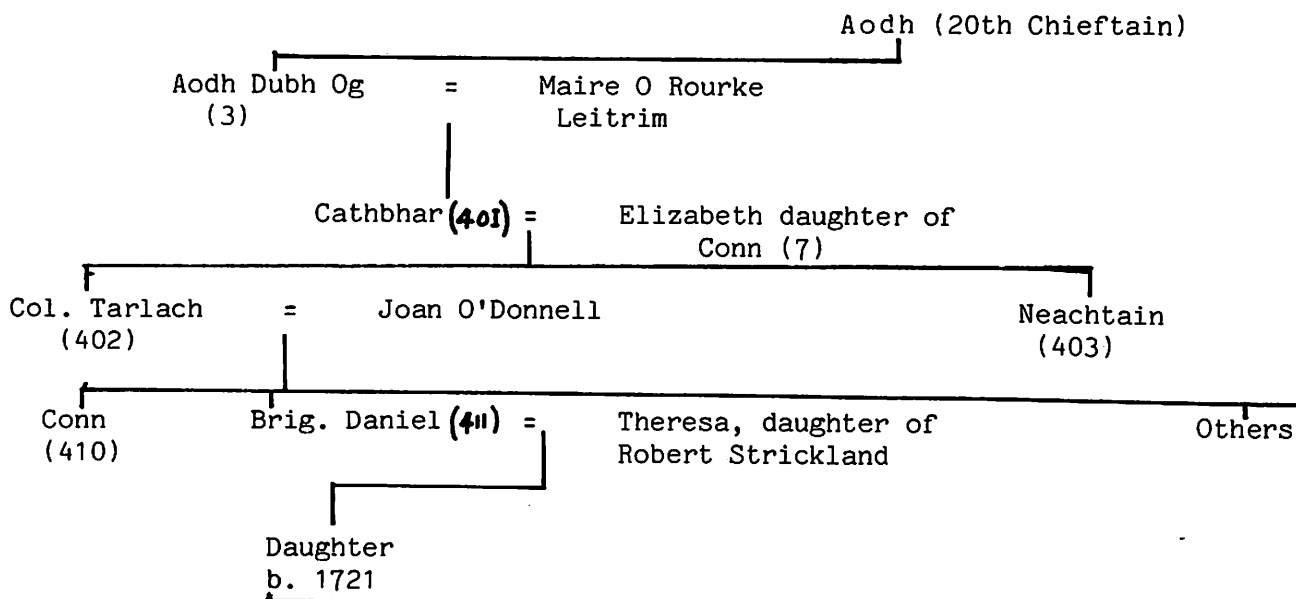 Aodh (20th Chieftain)
Aodh Dubh Og = Maire O Rourke
(3) Leitrim
Cathbhar (401) = Elizabeth daughter of
Conn (7)
Col. Tarlach = Joan O'Donnell Neachtain
(402) (403)
Conn Brig. Daniel (411) = Theresa, daughter of Others
(410) Robert Strickland
Daughter
b. 1721